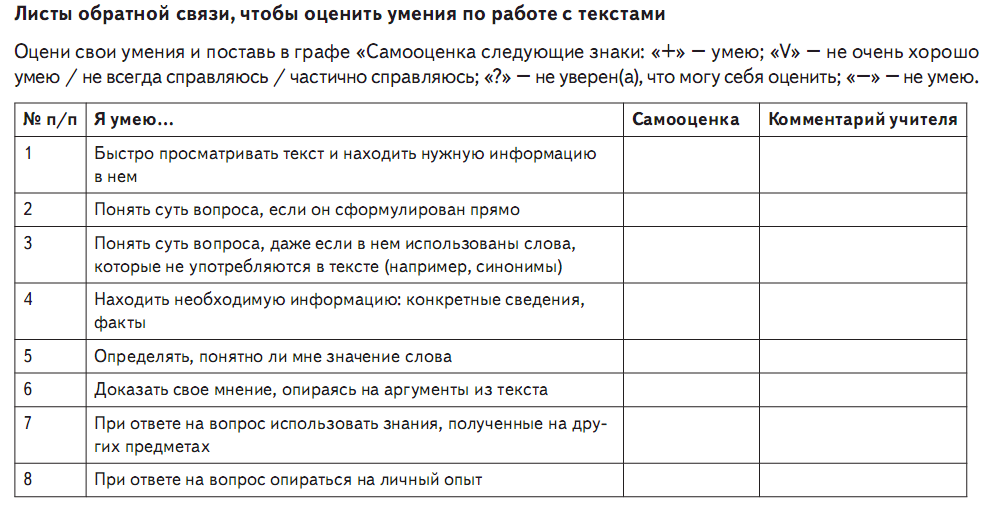 Листы обратной связи, чтобы оценить умения по работе с текстами
Оцени свои умения и поставь в графе «Самооценка следующие знаки: «+» — умею; «V» — не очень хорошо
умею / не всегда справляюсь / частично справляюсь; «?» — не уверен(а), что могу себя оценить; «—» — не умею.
№ п/п Я умею... Самооценка Комментарий учителя
1 Быстро просматривать текст и находить нужную информацию
в нем
2 Понять суть вопроса, если он сформулирован прямо
3 Понять суть вопроса, даже если в нем использованы слова,
которые не употребляются в тексте (например, синонимы)
4 Находить необходимую информацию: конкретные сведения,
факты
5 Определять, понятно ли мне значение слова
6 Доказать свое мнение, опираясь на аргументы из текста
7 При ответе на вопрос использовать знания, полученные на дру-
гих предметах
8 При ответе на вопрос опираться на личный опыт